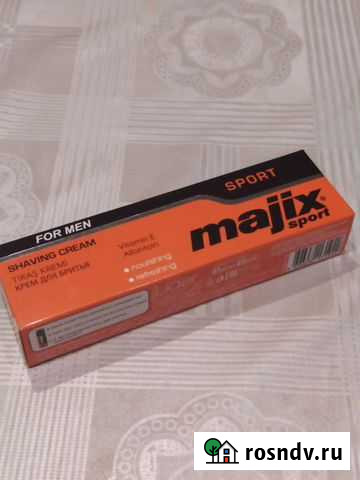 FOR MEN
SPORT
SHAVING CREAM
TIRAŞ KREMİ
КРЕМ ДЛЯ БРИТЬЯ
Vitamin E
Allantoin
nourishing
refreshing
majix®
sport
rosndv.ru